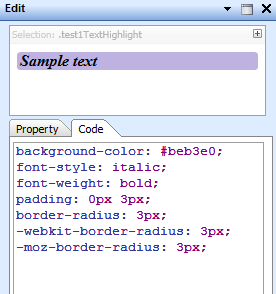 Edit
Selection: .test1TextHighlight
Sample text
Property
Code
background-color: #beb3e0;
font-style: italic;
font-weight: bold;
padding: 0px 3px;
border-radius: 3px;
-webkit-border-radius: 3px;
-moz-border-radius: 3px;